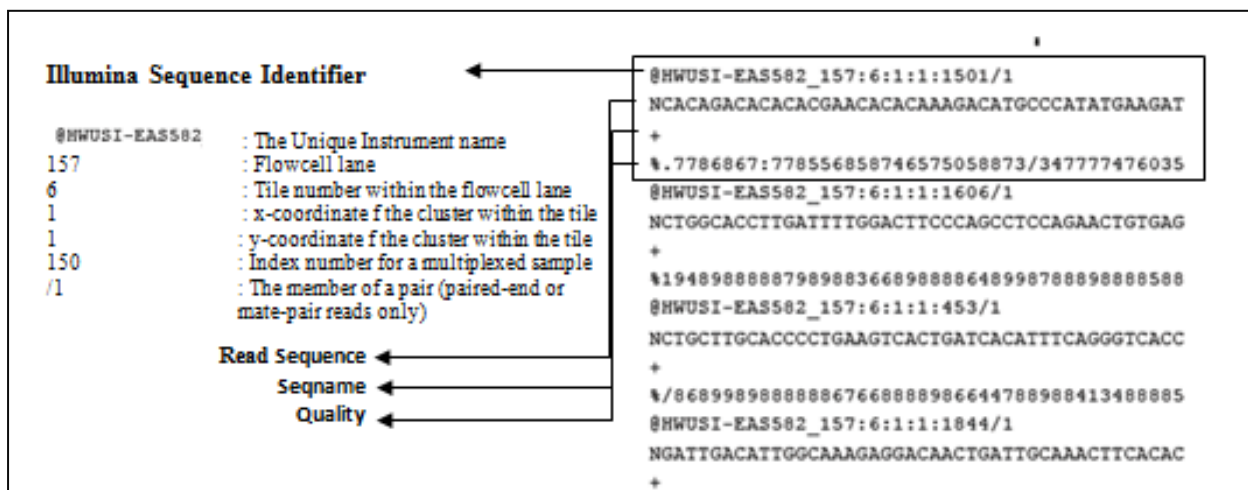 Illumina Sequence Identifier
@HWUSI-EAS582 : The Unique Instrument name
157 : Flowcell lane
6 : Tile number within the flowcell lane
1 : x-coordinate f the cluster within the tile
1 : y-coordinate f the cluster within the tile
150 : Index number for a multiplexed sample
/1 : The member of a pair (paired-end or
mate-pair reads only)
Read Sequence
Seqname
Quality
@HWUSI-EAS582_157:6:1:1:1501/1
NCACAGACACACACGAACACACAAAGACATGCCCATATGAAGAT
+
%.7786867:778556858746575058873/347777476035
@HWUSI-EAS582_157:6:1:1:1606/1
NCTGGCACCTTGATTTTGGACTTCCCAGCCTCCAGAACTGTGAG
+
%1948988888798988366898888648998788898888588
@HWUSI-EAS582_157:6:1:1:453/1
NCTGCTTGCACCCCTGAAGTCACTGATCACATTTCAGGGTCACC
+
%/868998988888867668888986644788988413488885
@HWUSI-EAS582_157:6:1:1:1844/1
NGATTGACATTGGCAAAGAGGACAACTGATTGCAAACTTCACAC
+